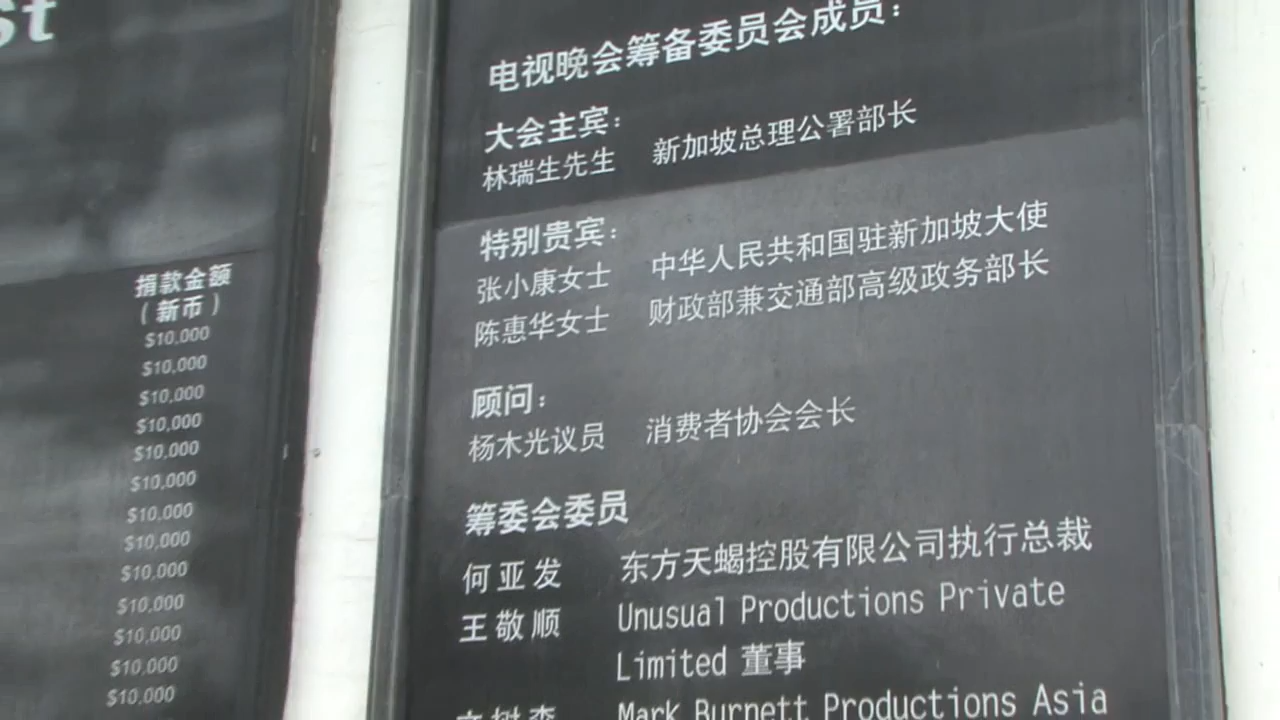 st
捐款金额
（新币）
$10,000
$10,000
$10,000
$10,000
$10,000
$10,000
$10,000
$10,000
$10,000
$10,000
$10,000
$10,000
$10,000
电视晚会筹备委员会成员：
大会主宾：
林瑞生先生 新加坡总理公署部长
特别贵宾：
张小康女士 中华人民共和国驻新加坡大使
陈惠华女士 财政部兼交通部高级政务部长
顾问：
杨木光议员 消费者协会会长
筹委会委员
何亚发 东方天蝎控股有限公司执行总裁
王敬顺 Unusual Productions Private
Limited 董事
Mark Burnett Productions Asia